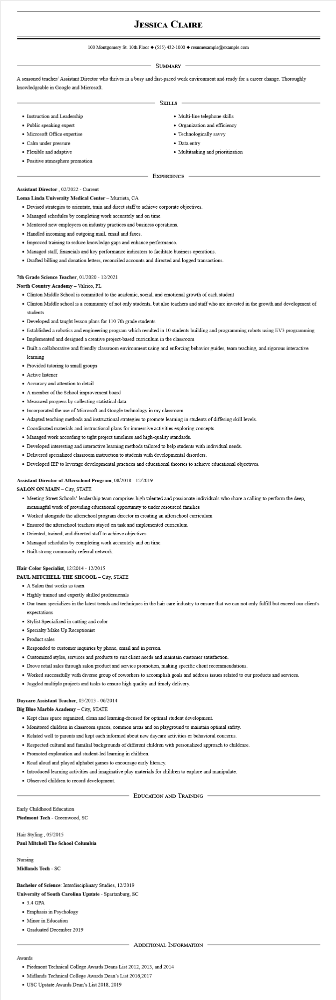 Jessica Claire
100 Montgomery St. 10th Floor ◆ (555) 432-1000 ◆ resumesample@example.com
Summary
A seasoned teacher/ Assistant Director who thrives in a busy and fast-paced work environment and ready for a career change. Thoroughly
knowledgeable in Google and Microsoft.
Skills
• Instruction and Leadership
• Public speaking expert
• Microsoft Office expertise
• Calm under pressure
• Flexible and adaptive
• Positive atmosphere promotion
• Multi-line telephone skills
• Organization and efficiency
• Technologically savvy
• Data entry
• Multitasking and prioritization
Experience
Assistant Director , 02/2022 - Current
Loma Linda University Medical Center – Murrieta, CA
• Devised strategies to orientate, train and direct staff to achieve corporate objectives.
• Managed schedules by completing work accurately and on time.
• Mentored new employees on industry practices and business operations.
• Handled incoming and outgoing mail, email and faxes.
• Improved training to reduce knowledge gaps and enhance performance.
• Managed staff, financials and key performance indicators to facilitate business operations.
• Drafted billing and donation letters, reconciled accounts and directed and logged transactions.
7th Grade Science Teacher, 01/2020 - 12/2021
North Country Academy – Valrico, FL
• Clinton Middle School is committed to the academic, social, and emotional growth of each student
• Clinton Middle school is a community of not only students, but also teachers and staff who are invested in the growth and development of
students
• Developed and taught lesson plans for 110 7th grade students
• Established a robotics and engineering program which resulted in 10 students building and programming robots using EV3 programming
• Implemented and designed a creative project-based curriculum in the classroom
• Built a collaborative and friendly classroom environment using and enforcing behavior guides, team teaching, and rigorous interactive
learning
• Provided tutoring to small groups
• Active listener
• Accuracy and attention to detail
• A member of the School improvement board
• Measured progress by collecting statistical data
• Incorporated the use of Microsoft and Google technology in my classroom
• Adapted teaching methods and instructional strategies to promote learning in students of differing skill levels.
• Coordinated materials and instructional plans for immersive activities exploring concepts.
• Managed work according to tight project timelines and high-quality standards.
• Developed interesting and interactive learning methods tailored to help students with individual needs.
• Delivered specialized classroom instruction to students with developmental disorders.
• Developed IEP to leverage developmental practices and educational theories to achieve educational objectives.
Assistant Director of Afterschool Program, 08/2018 - 12/2019
SALON ON MAIN – City, STATE
• Meeting Street Schools' leadership team comprises high talented and passionate individuals who share a calling to perform the deep,
meaningful work of providing educational opportunity to under resourced families
• Worked alongside the afterschool program director in creating an afterschool curriculum
• Ensured the afterschool teachers stayed on task and implemented curriculum
• Oriented, trained, and directed staff to achieve objectives.
• Managed schedules by completing work accurately and on time.
• Built strong community referral network.
Hair Color Specialist, 12/2014 - 12/2015
PAUL MITCHELL THE SHCOOL – City, STATE
• A Salon that works as team
• Highly trained and expertly skilled professionals
• Our team specializes in the latest trends and techniques in the hair care industry to ensure that we can not only fulfill but exceed our client's
expectations
• Stylist Specialized in cutting and color
• Specialty Make Up Receptionist
• Product sales
• Responded to customer inquiries by phone, email and in person.
• Customized styles, services and products to suit client needs and maintain customer satisfaction.
• Drove retail sales through salon product and service promotion, making specific client recommendations.
• Worked successfully with diverse group of coworkers to accomplish goals and address issues related to our products and services.
• Juggled multiple projects and tasks to ensure high quality and timely delivery.
Daycare Assistant Teacher, 03/2013 - 06/2014
Big Blue Marble Academy – City, STATE
• Kept class space organized, clean and learning-focused for optimal student development.
• Monitored children in classroom spaces, common areas and on playground to maintain optimal safety.
• Related well to parents and kept each informed about new daycare activities or behavioral concerns.
• Respected cultural and familial backgrounds of different children with personalized approach to childcare.
• Promoted exploration and student-led learning in children.
• Read aloud and played alphabet games to encourage early literacy.
• Introduced learning activities and imaginative play materials for children to explore and manipulate.
• Observed children to record development.
Education and Training
Early Childhood Education
Piedmont Tech - Greenwood, SC
Hair Styling , 05/2015
Paul Mitchell The School Columbia
Nursing
Midlands Tech - SC
Bachelor of Science: Interdisciplinary Studies, 12/2019
University of South Carolina Upstate - Spartanburg, SC
• 3.4 GPA
• Emphasis in Psychology
• Minor in Education
• Graduated December 2019
Additional Information
Awards
• Piedmont Technical College Awards Deans List 2012, 2013, and 2014
• Midlands Technical College Awards Dean's List 2016,2017
• USC Upstate Awards Dean's List 2018, 2019